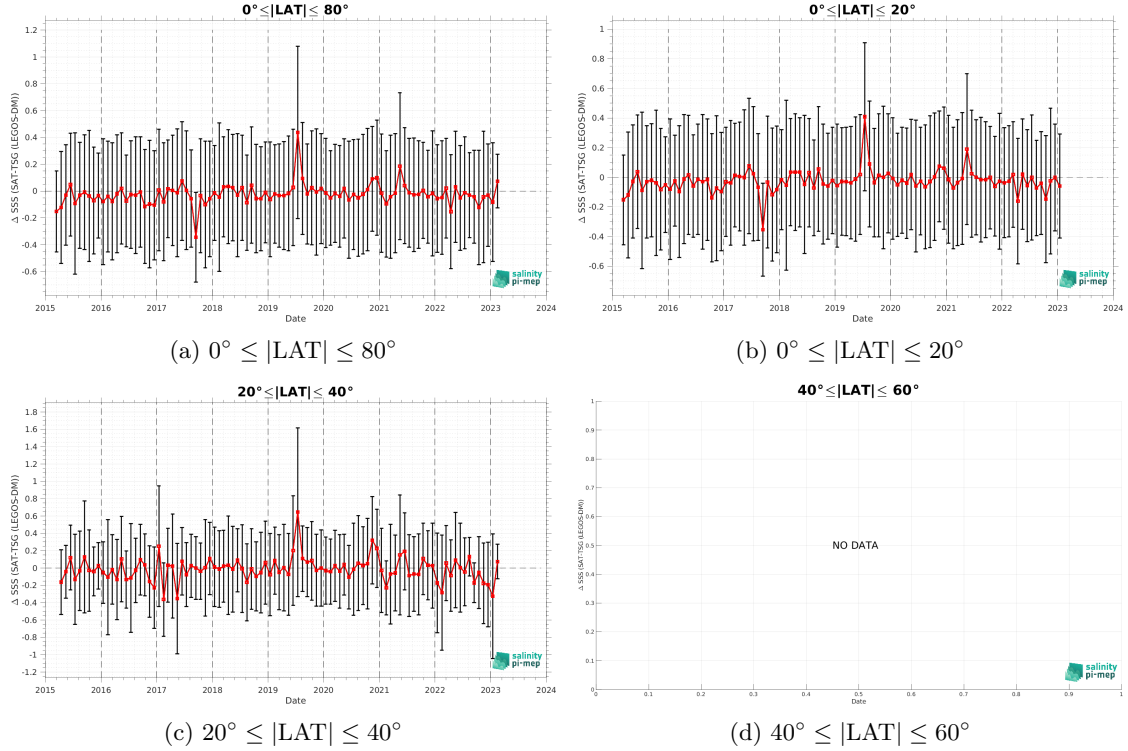 0°≤|LAT|≤ 80°
Δ SSS (SAT-TSG (LEGOS-DM))
1.2
1
0.8
0.6
0.4
0.2
0
-0.2
-0.4
-0.6
2015 2016 2017 2018 2019 2020 2021 2022 2023 2024
Date
salinity
pi-mep
(a) 0° ≤ |LAT| ≤ 80°
0°≤|LAT|≤ 20°
Δ SSS (SAT-TSG (LEGOS-DM))
1
0.8
0.6
0.4
0.2
0
-0.2
-0.4
-0.6
2015 2016 2017 2018 2019 2020 2021 2022 2023 2024
Date
salinity
pi-mep
(b) 0° ≤ |LAT| ≤ 20°
20°≤|LAT|≤ 40°
Δ SSS (SAT-TSG (LEGOS-DM))
1.8
1.6
1.4
1.2
1
0.8
0.6
0.4
0.2
0
-0.2
-0.4
-0.6
-0.8
-1
-1.2
2015 2016 2017 2018 2019 2020 2021 2022 2023 2024
Date
salinity
pi-mep
(c) 20° ≤ |LAT| ≤ 40°
40°≤|LAT|≤ 60°
Δ SSS (SAT-TSG (LEGOS-DM))
1
0.9
0.8
0.7
0.6
0.5
0.4
0.3
0.2
0.1
0
NO DATA
0 0.1 0.2 0.3 0.4 0.5 0.6 0.7 0.8 0.9 1
Date
salinity
pi-mep
(d) 40° ≤ |LAT| ≤ 60°